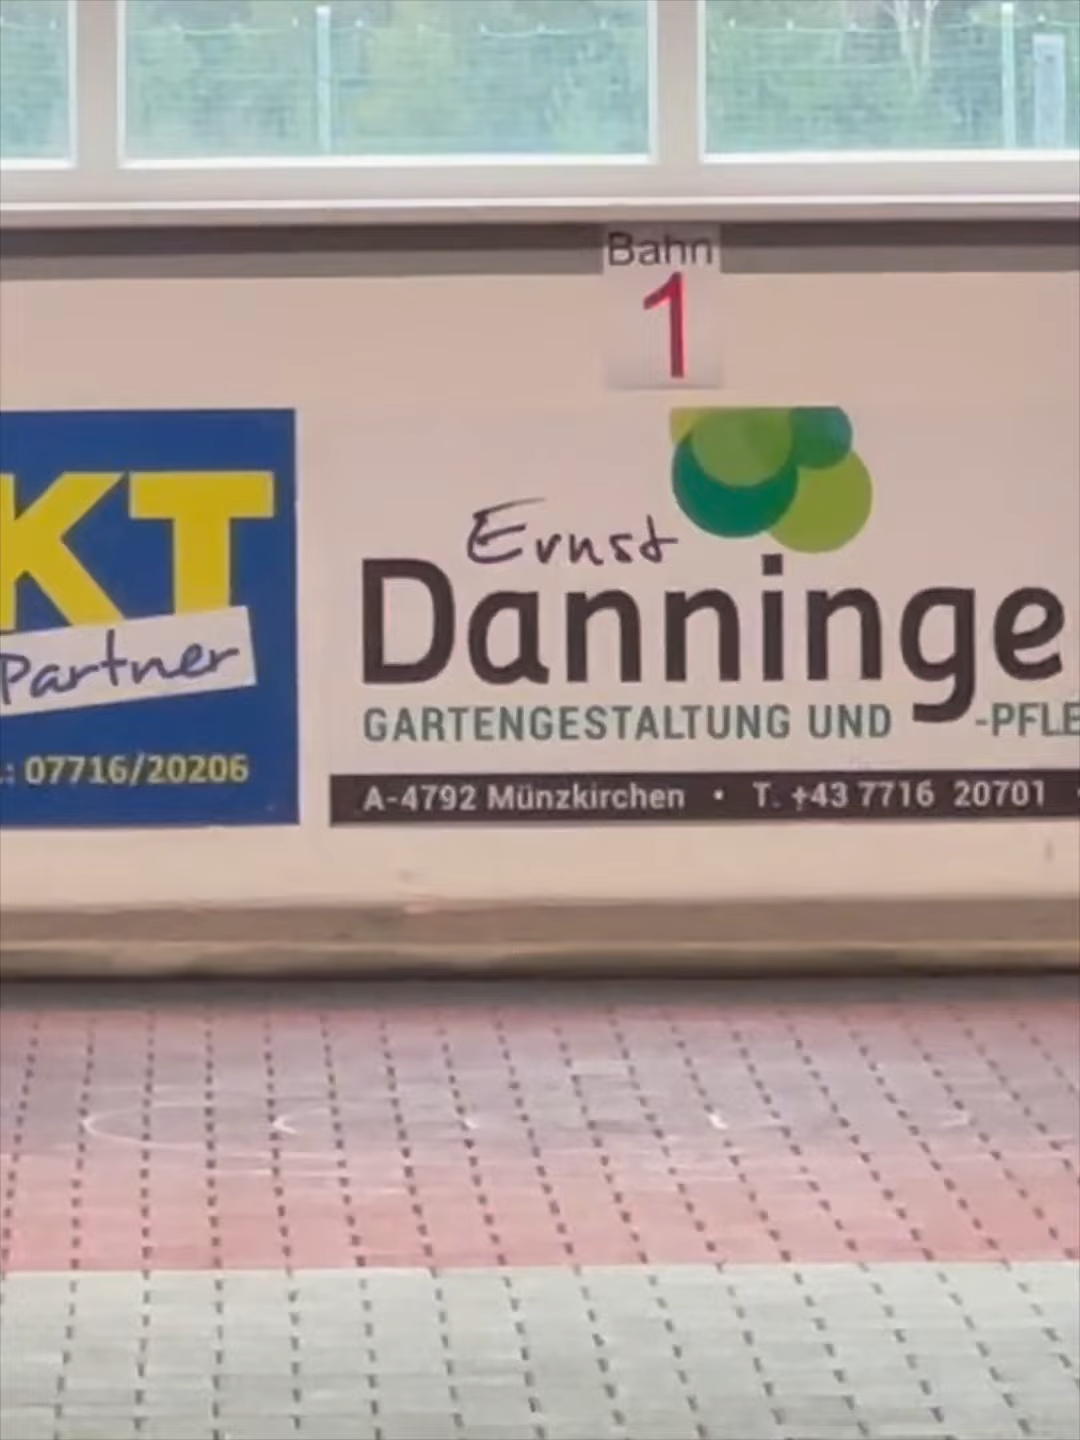 Bahn
1
KT
Partner
.: 07716/20206
Ernst
Danninge
GARTENGESTALTUNG UND -PFLE
A-4792 Münzkirchen • T. +43 7716 20701